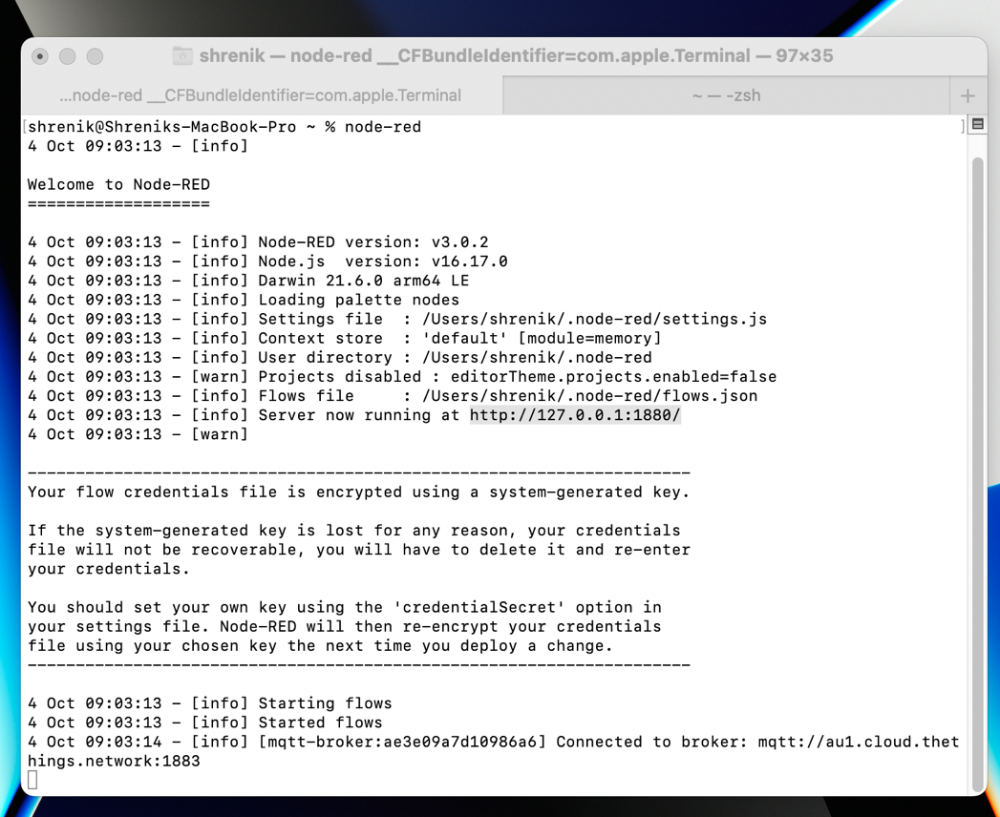 shrenik — node-red __CFBundleIdentifier=com.apple.Terminal — 97×35
...node-red __CFBundleIdentifier=com.apple.Terminal
~ — -zsh
+
[shrenik@Shreniks-MacBook-Pro ~ % node-red ]
4 Oct 09:03:13 - [info]
Welcome to Node-RED
===================
4 Oct 09:03:13 - [info] Node-RED version: v3.0.2
4 Oct 09:03:13 - [info] Node.js  version: v16.17.0
4 Oct 09:03:13 - [info] Darwin 21.6.0 arm64 LE
4 Oct 09:03:13 - [info] Loading palette nodes
4 Oct 09:03:13 - [info] Settings file  : /Users/shrenik/.node-red/settings.js
4 Oct 09:03:13 - [info] Context store  : 'default' [module=memory]
4 Oct 09:03:13 - [info] User directory : /Users/shrenik/.node-red
4 Oct 09:03:13 - [warn] Projects disabled : editorTheme.projects.enabled=false
4 Oct 09:03:13 - [info] Flows file     : /Users/shrenik/.node-red/flows.json
4 Oct 09:03:13 - [info] Server now running at http://127.0.0.1:1880/
4 Oct 09:03:13 - [warn]
---------------------------------------------------------------------
Your flow credentials file is encrypted using a system-generated key.
If the system-generated key is lost for any reason, your credentials
file will not be recoverable, you will have to delete it and re-enter
your credentials.
You should set your own key using the 'credentialSecret' option in
your settings file. Node-RED will then re-encrypt your credentials
file using your chosen key the next time you deploy a change.
---------------------------------------------------------------------
4 Oct 09:03:13 - [info] Starting flows
4 Oct 09:03:13 - [info] Started flows
4 Oct 09:03:14 - [info] [mqtt-broker:ae3e09a7d10986a6] Connected to broker: mqtt://au1.cloud.thet
hings.network:1883